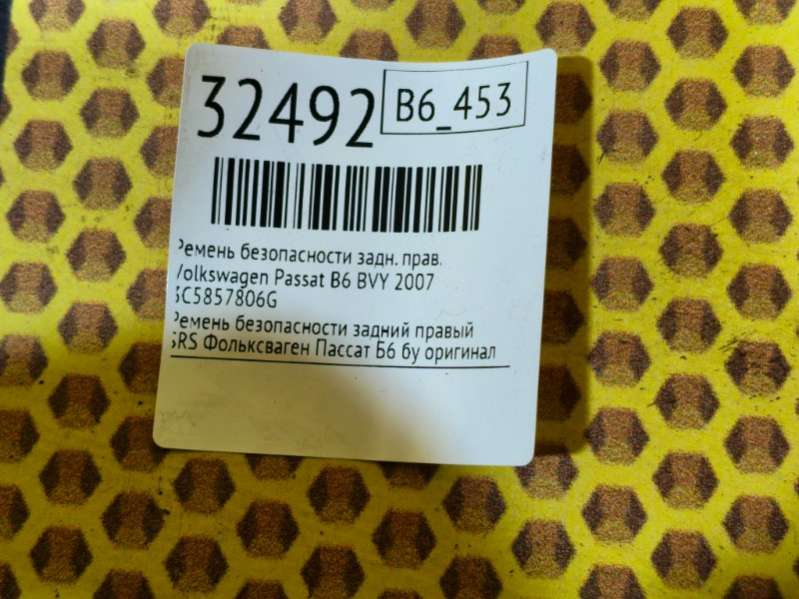 32492
B6_453
Ремень безопасности задн. прав.
Volkswagen Passat B6 BVY 2007
3C5857806G
Ремень безопасности задний правый
SRS Фольксваген Пассат Б6 бу оригинал